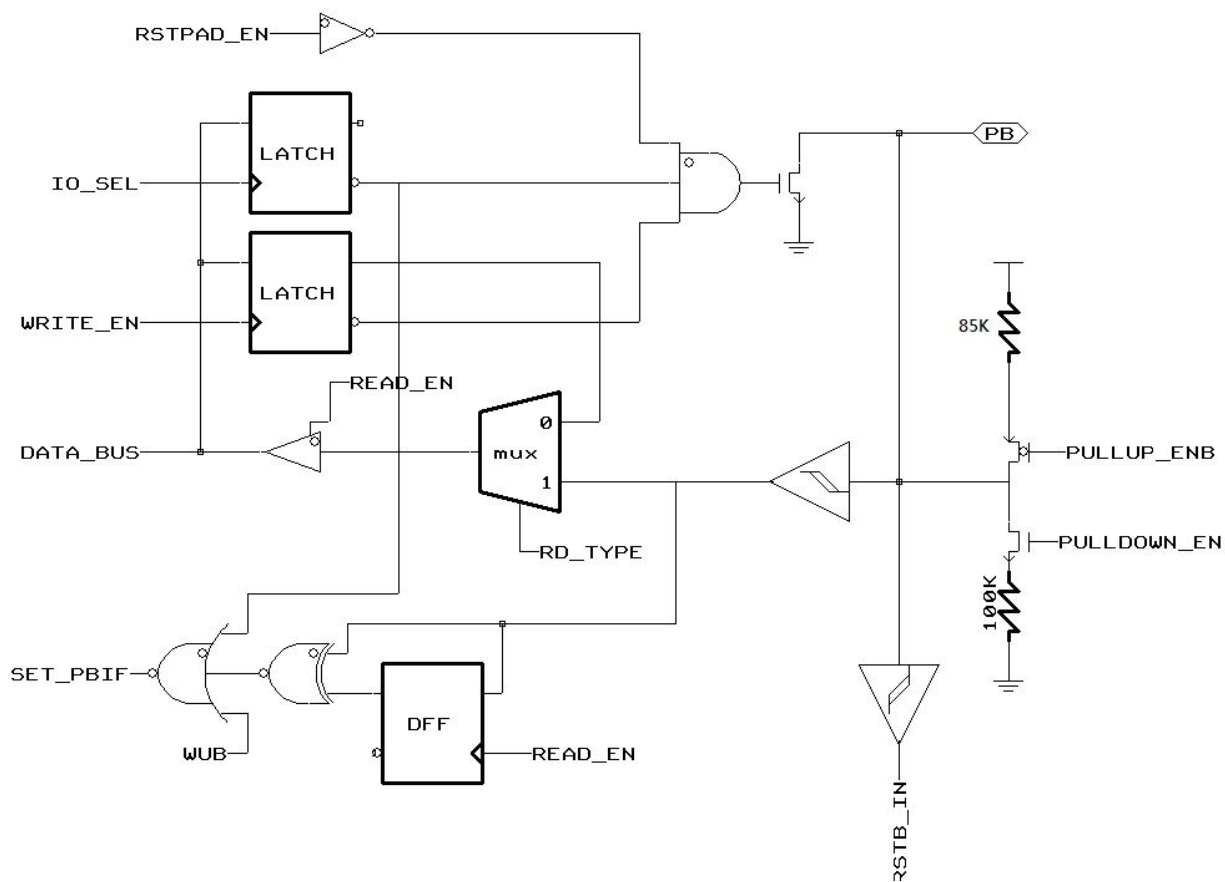 RSTPAD_EN
PB
LATCH
IO_SEL
LATCH
WRITE_EN
85K
READ_EN
0
DATA_BUS
mux
PULLUP_ENB
1
RD_TYPE
PULLDOWN_EN
100K
SET_PBIF
DFF
WUB
READ_EN
RSTB_IN